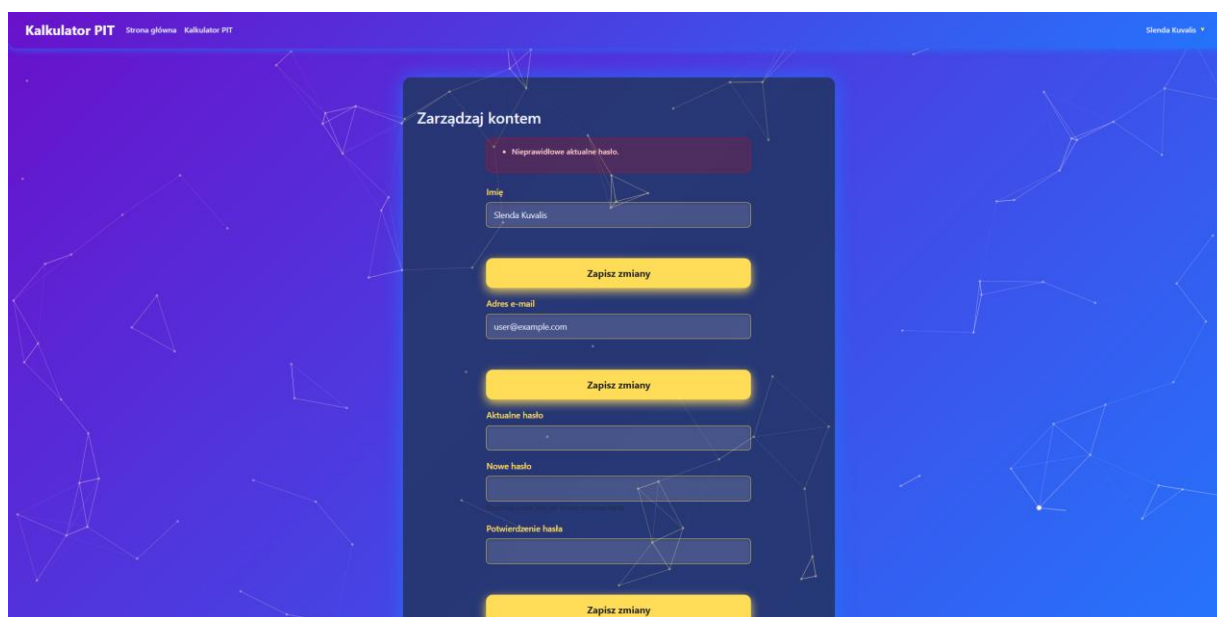 Kalkulator PIT Strona główna Kalkulator PIT Slenda Kuvalis ▼
Zarządzaj kontem
• Nieprawidłowe aktualne hasło.
Imię
Slenda Kuvalis
Zapisz zmiany
Adres e-mail
user@example.com
Zapisz zmiany
Aktualne hasło
Nowe hasło
Potwierdzenie hasła
Zapisz zmiany